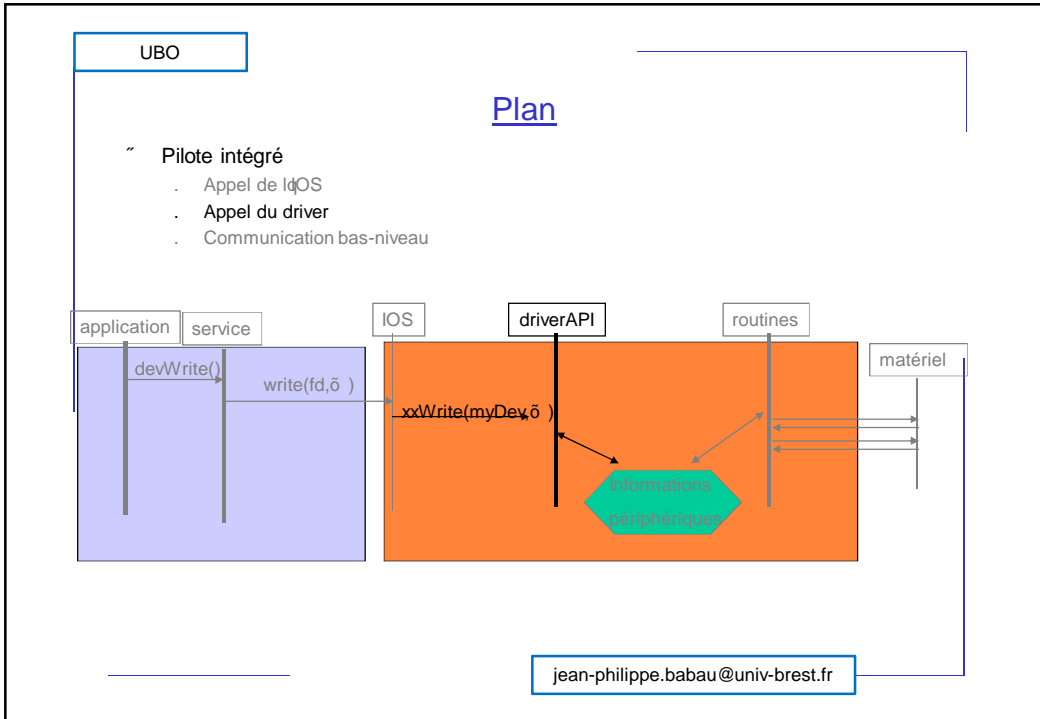 UBO
Plan
˝ Pilote intégré
. Appel de lqIOS
. Appel du driver
. Communication bas-niveau
application
service
IOS
driverAPI
routines
matériel
devWrite()
write(fd,õ )
xxWrite(myDev,õ )
Informations
périphériques
jean-philippe.babau@univ-brest.fr